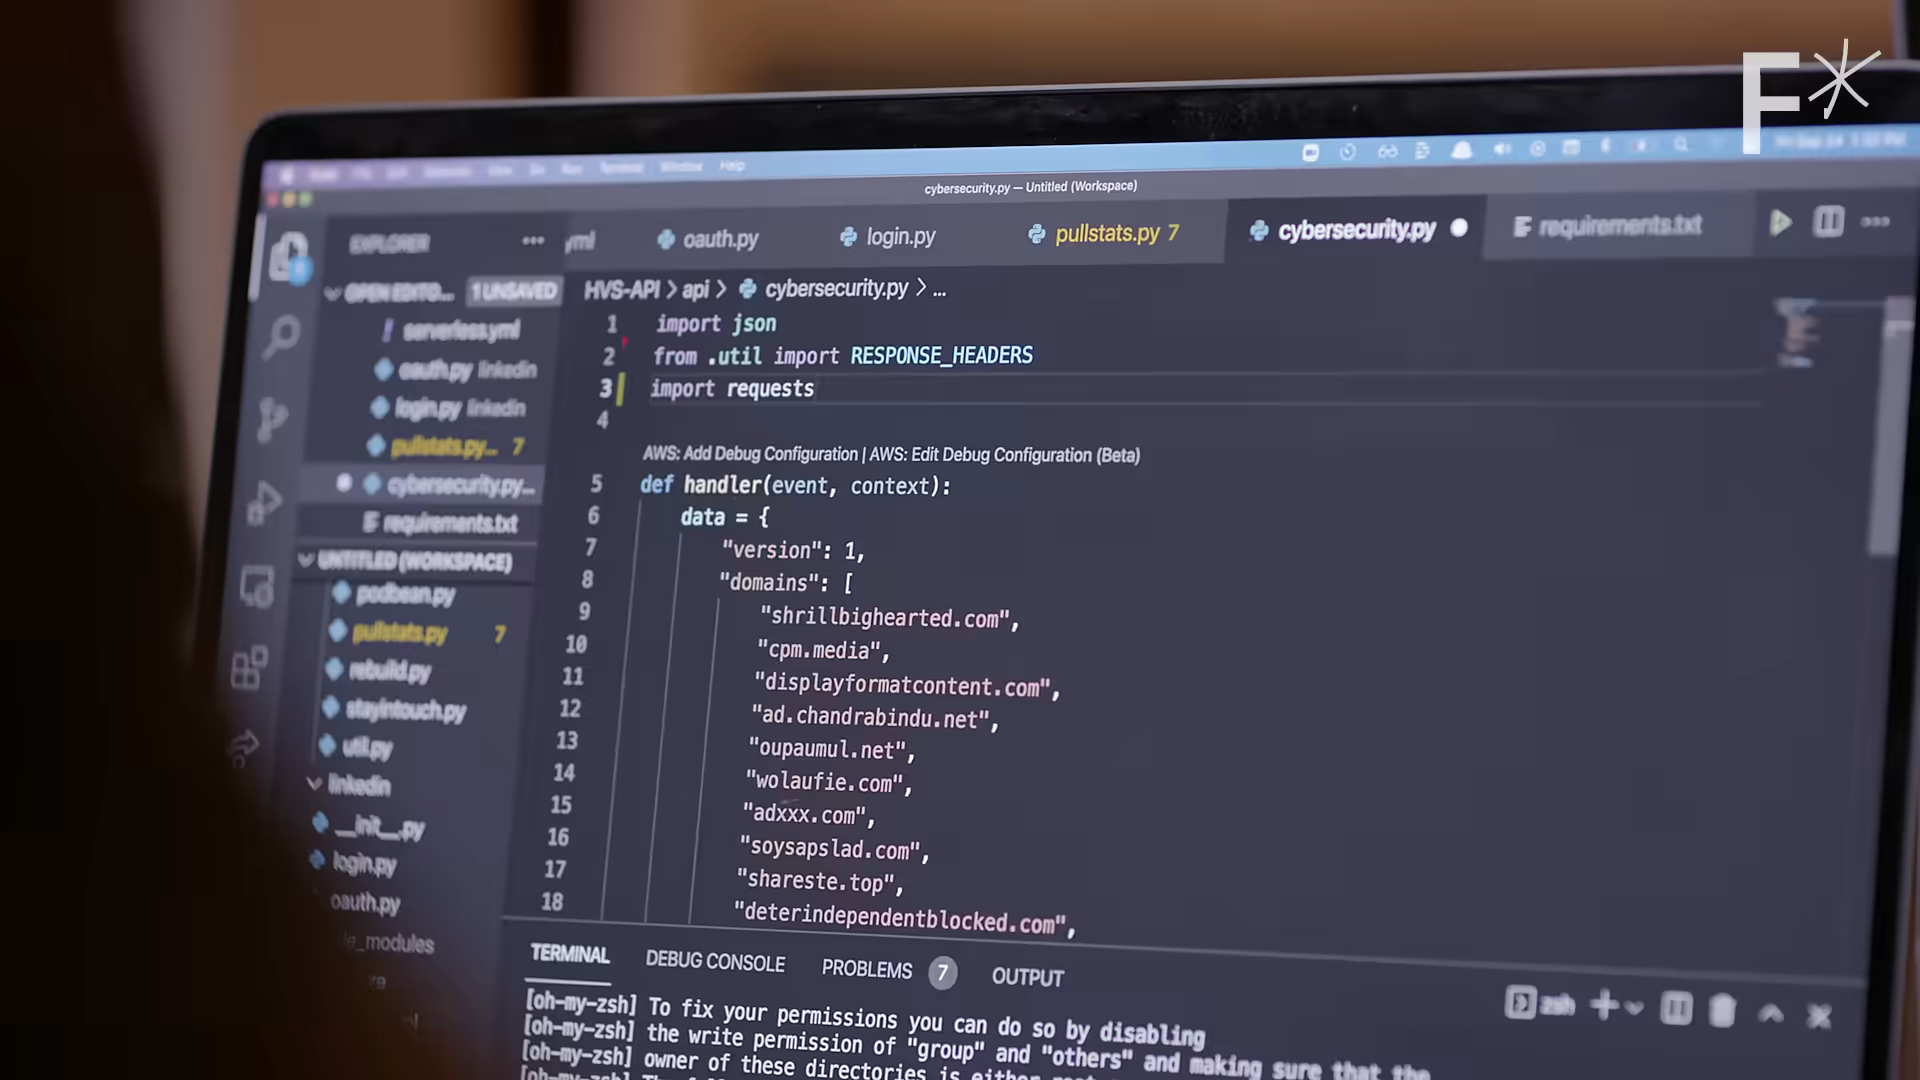 F*
Terminal Window Help
cybersecurity.py — Untitled (Workspace)
EXPLORER
yml oauth.py login.py pullstats.py 7 cybersecurity.py requirements.txt
OPEN EDITO... 1 UNSAVED
serverless.yml
oauth.py linkedin
login.py linkedin
pullstats.py... 7
cybersecurity.py...
requirements.txt
UNTITLED (WORKSPACE)
podbean.py
pullstats.py 7
rebuild.py
stayintouch.py
util.py
linkedin
__init__.py
login.py
oauth.py
HVS-API > api > cybersecurity.py > ...
1 import json
2 from .util import RESPONSE_HEADERS
3 import requests
4
AWS: Add Debug Configuration | AWS: Edit Debug Configuration (Beta)
5 def handler(event, context):
6 data = {
7 "version": 1,
8 "domains": [
9 "shrillbighearted.com",
10 "cpm.media",
11 "displayformatcontent.com",
12 "ad.chandrabindu.net",
13 "oupaumul.net",
14 "wolaufie.com",
15 "adxxx.com",
16 "soysapslad.com",
17 "shareste.top",
18 "deterindependentblocked.com",
TERMINAL DEBUG CONSOLE PROBLEMS 7 OUTPUT
zsh
[oh-my-zsh] To fix your permissions you can do so by disabling
[oh-my-zsh] the write permission of "group" and "others" and making sure that the
[oh-my-zsh] owner of these directories is either